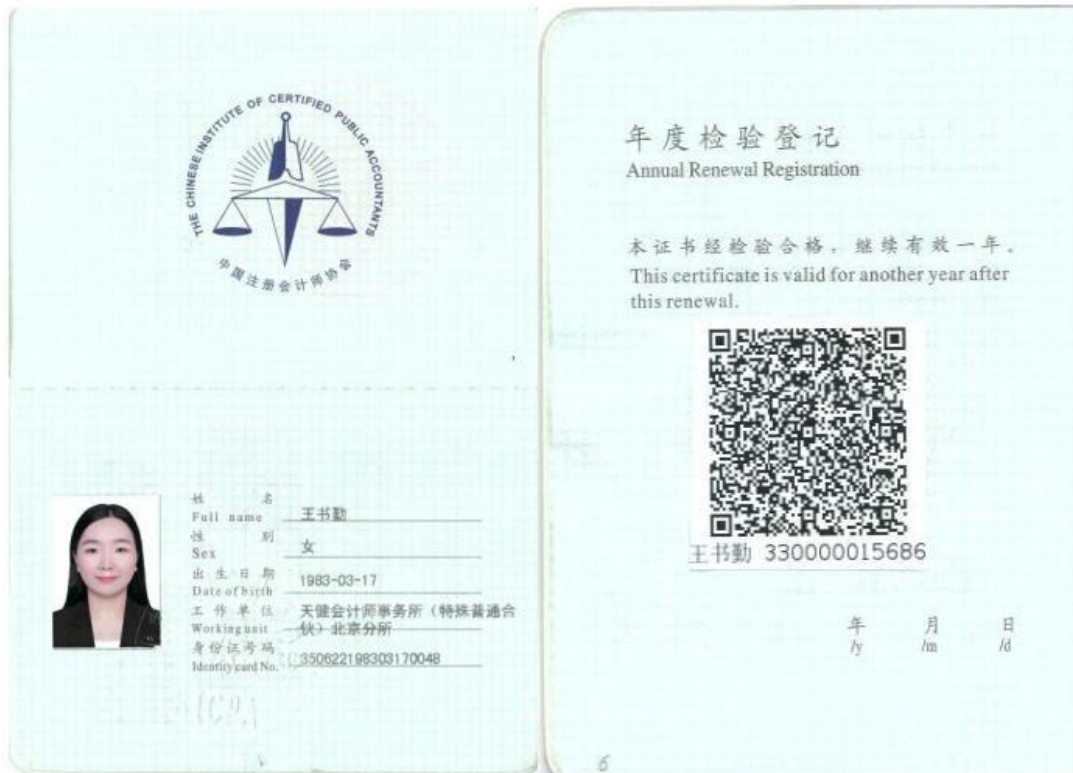 THE CHINESE INSTITUTE OF CERTIFIED PUBLIC ACCOUNTANTS
中国注册会计师协会
姓 名
Full name 王书勤
性 别
Sex 女
出生日期
Date of birth 1983-03-17
工作单位 天健会计师事务所（特殊普通合
Working unit 伙）北京分所
身份证号码
Identity card No. 350622198303170048
年度检验登记
Annual Renewal Registration
本证书经检验合格，继续有效一年。
This certificate is valid for another year after
this renewal.
王书勤 330000015686
年 月 日
/y /m /d
6